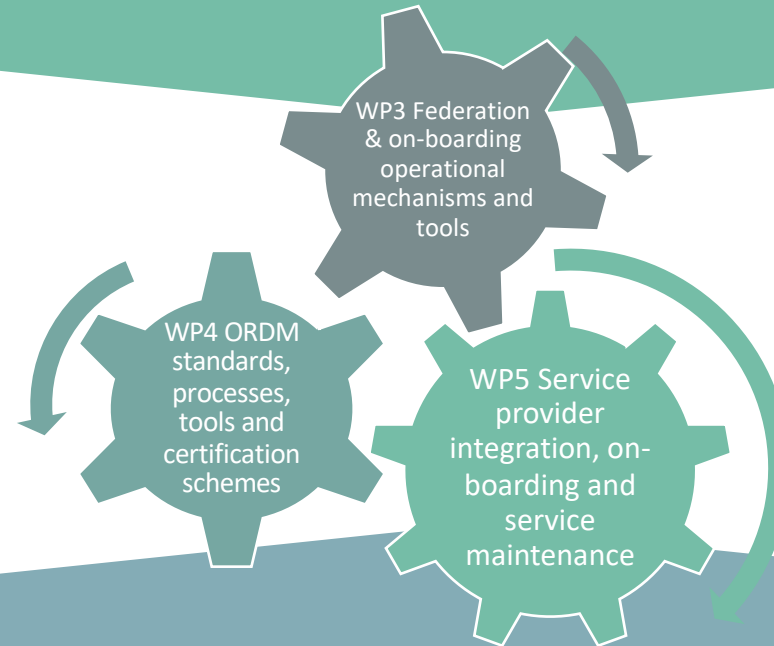 WP3 Federation
& on-boarding
operational
mechanisms and
tools
WP4 ORDM
standards,
processes,
tools and
certification
schemes
WP5 Service
provider
integration, on-
boarding and
service
maintenance